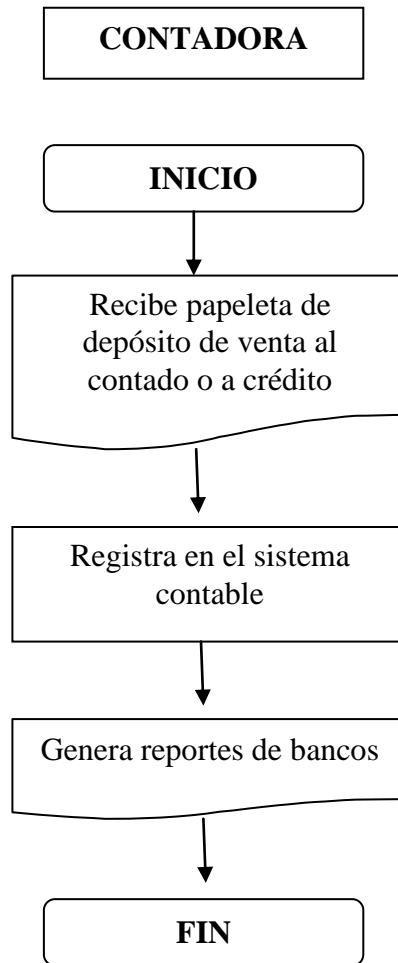 CONTADORA
INICIO
Recibe papeleta de
depósito de venta al
contado o a crédito
Registra en el sistema
contable
Genera reportes de bancos
FIN